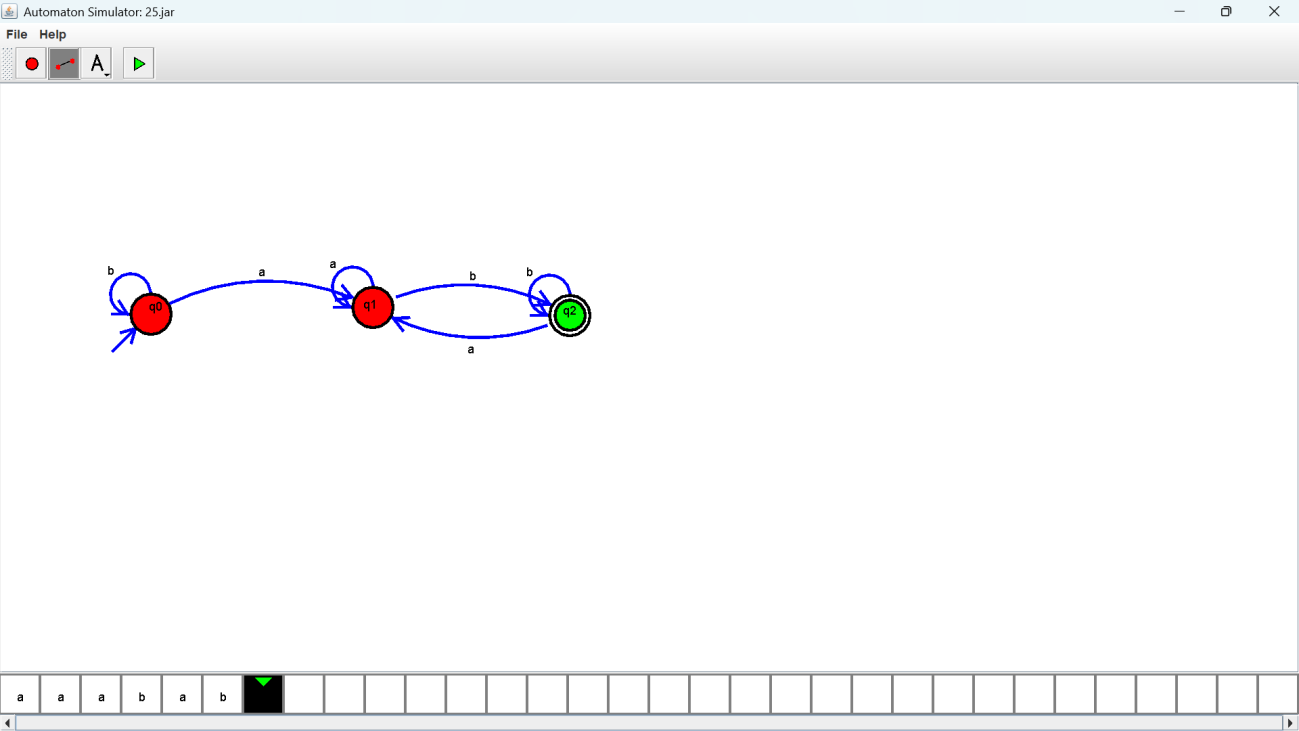 Automaton Simulator: 25.jar
File Help
A
b a a b b
q0 q1 q2
a
a a a b a b